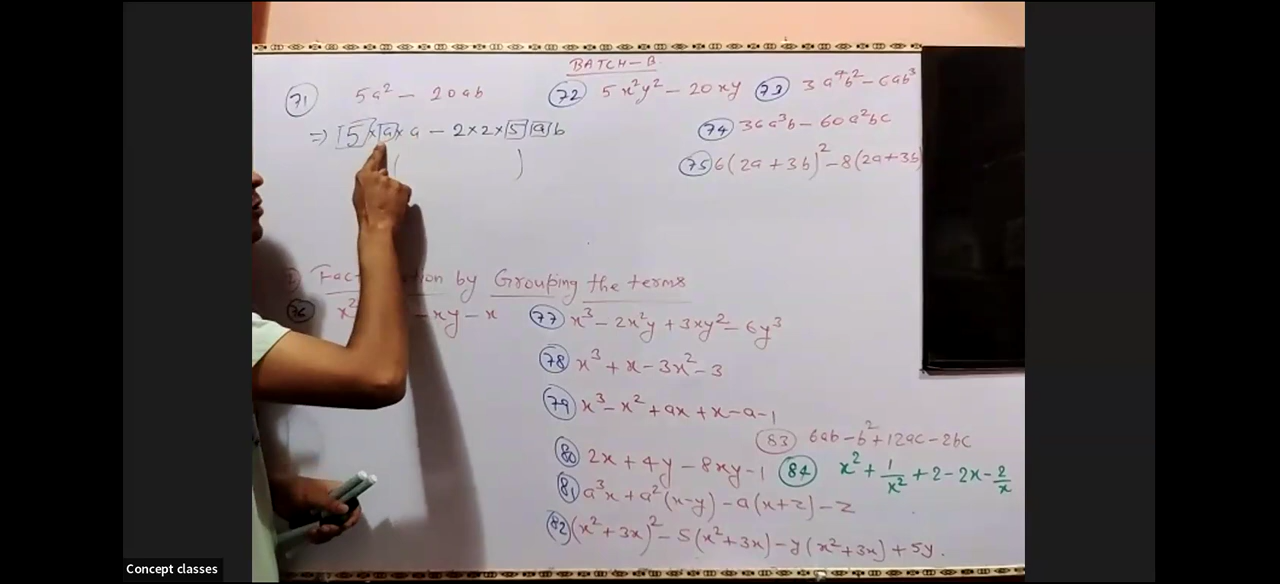 BATCH-B
71 5a² - 20ab
72 5x²y² - 20xy
73 3a⁴b² - 6ab³
⇒ 5×a×a - 2×2×5 a b
( )
74 36a³b - 60a²bc
75 6(2a+3b)² - 8(2a+3b)
by Grouping the terms
76 x² - xy - x
77 x³ - 2x²y + 3xy² - 6y³
78 x³ + x - 3x² - 3
79 x³ - x² + ax + x - a - 1
83 6ab - b² + 12ac - 2bc
80 2x + 4y - 8xy - 1
84 x² + 1/x² + 2 - 2x - 2/x
81 a³x + a²(x-y) - a(x+z) - z
82 (x²+3x)² - 5(x²+3x) - y(x²+3x) + 5y.
Concept classes